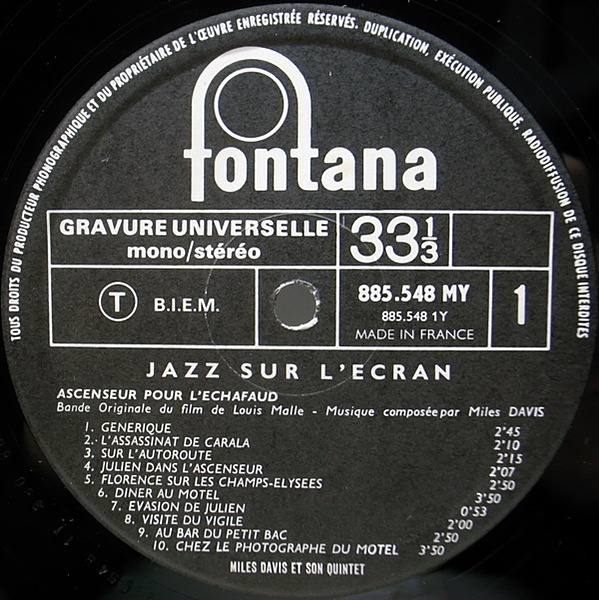 TOUS DROITS DU PRODUCTEUR PHONOGRAPHIQUE ET DU PROPRIÉTAIRE DE L'ŒUVRE ENREGISTRÉE RÉSERVÉS. DUPLICATION, EXÉCUTION PUBLIQUE, RADIODIFFUSION DE CE DISQUE INTERDITES
fontana
GRAVURE UNIVERSELLE
mono/stéréo
33 1/3
T B.I.E.M.
885.548 MY
885.548 1Y
MADE IN FRANCE
1
JAZZ SUR L'ECRAN
ASCENSEUR POUR L'ECHAFAUD
Bande Originale du film de Louis Malle - Musique composée par Miles DAVIS
1. GENERIQUE 2'45
2. L'ASSASSINAT DE CARALA 2'10
3. SUR L'AUTOROUTE 2'15
4. JULIEN DANS L'ASCENSEUR 2'07
5. FLORENCE SUR LES CHAMPS-ELYSEES 2'50
6. DINER AU MOTEL 3'50
7. EVASION DE JULIEN 0'53
8. VISITE DU VIGILE 2'00
9. AU BAR DU PETIT BAC 2'50
10. CHEZ LE PHOTOGRAPHE DU MOTEL 3'50
MILES DAVIS ET SON QUINTET